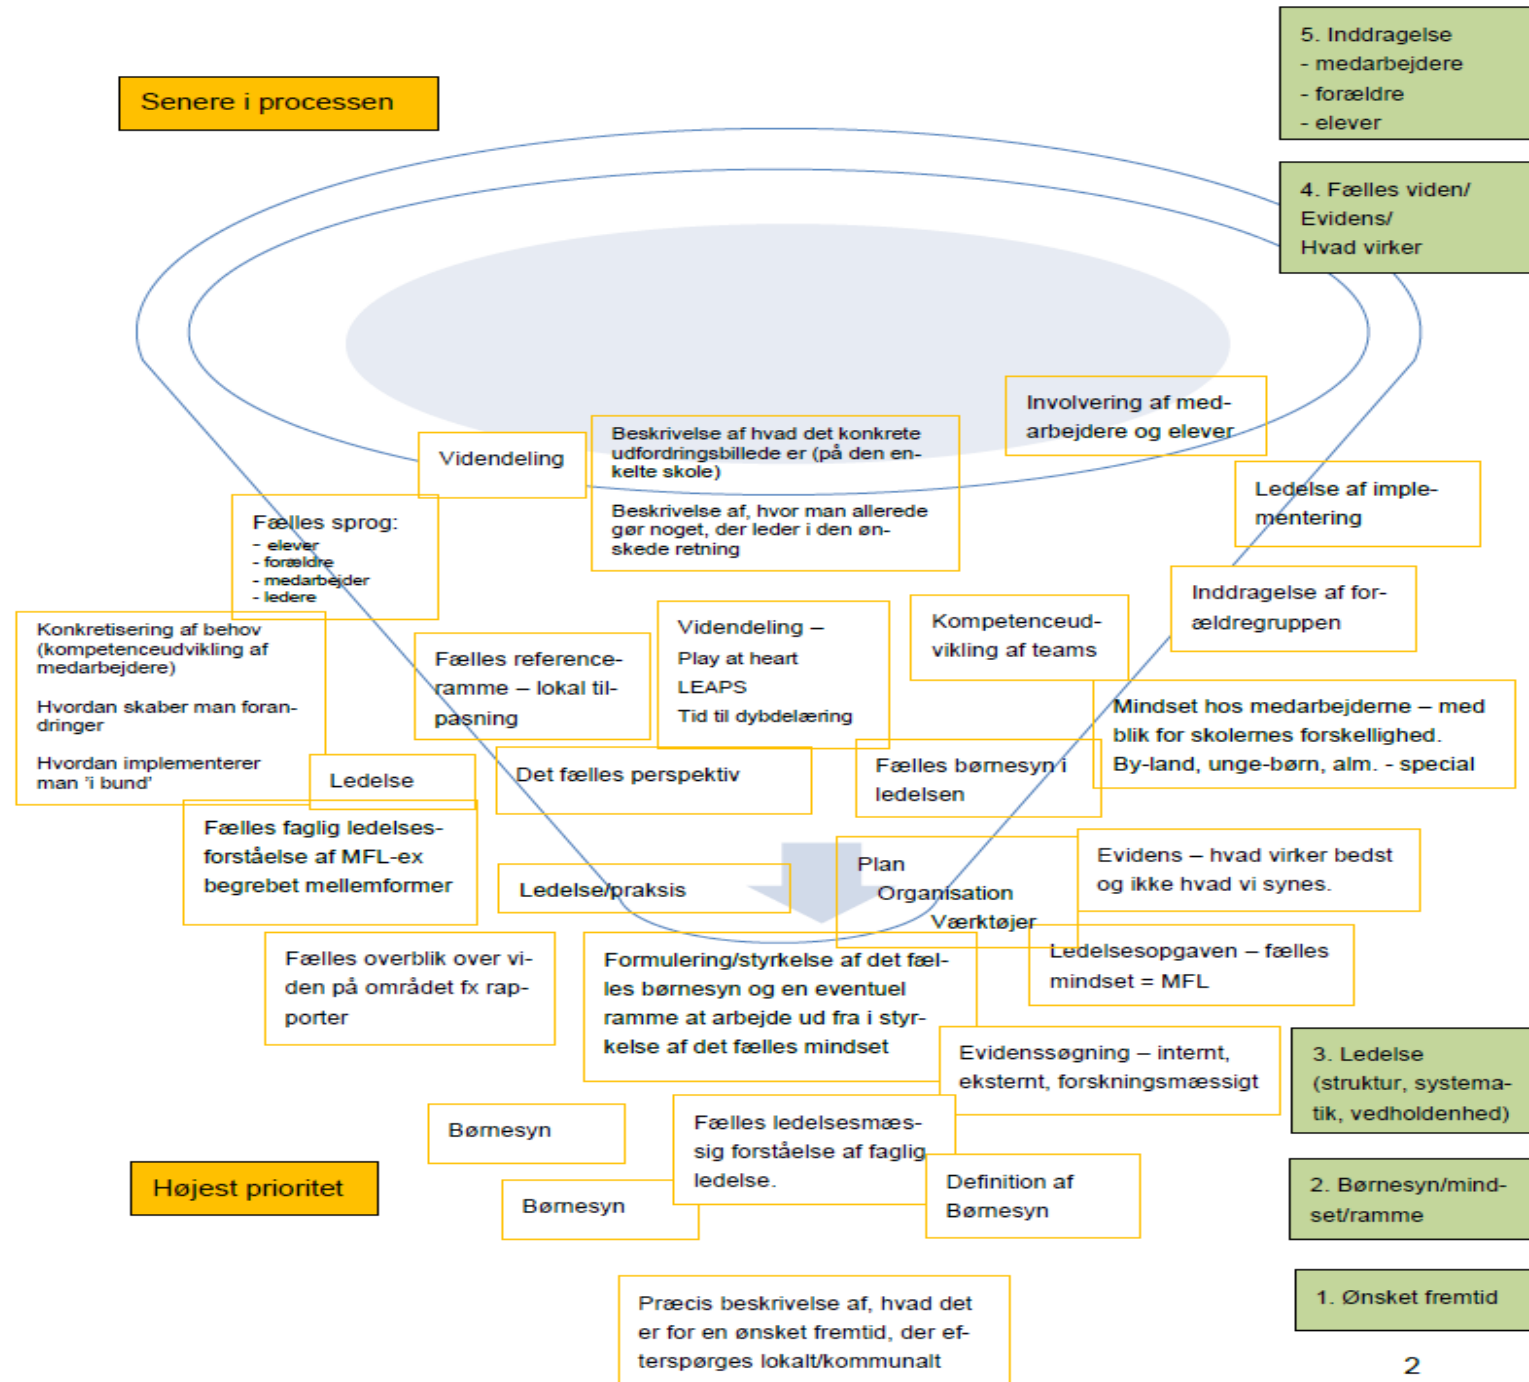 5. Inddragelse
- medarbejdere
- forældre
- elever
Senere i processen
4. Fælles viden/
Evidens/
Hvad virker
Involvering af med-
arbejdere og elever
Videndeling
Beskrivelse af hvad det konkrete
udfordringsbillede er (på den en-
kelte skole)
Beskrivelse af, hvor man allerede
gør noget, der leder i den øn-
skede retning
Ledelse af imple-
mentering
Fælles sprog:
- elever
- forældre
- medarbejder
- ledere
Inddragelse af for-
ældregruppen
Konkretisering af behov
(kompetenceudvikling af
medarbejdere)
Hvordan skaber man foran-
dringer
Hvordan implementerer
man 'i bund'
Fælles reference-
ramme – lokal til-
pasning
Videndeling –
Play at heart
LEAPS
Tid til dybdelæring
Kompetenceud-
vikling af teams
Mindset hos medarbejderne – med
blik for skolernes forskellighed.
By-land, unge-børn, alm. - special
Ledelse
Det fælles perspektiv
Fælles børnesyn i
ledelsen
Fælles faglig ledelses-
forståelse af MFL-ex
begrebet mellemformer
Ledelse/praksis
Plan
Organisation
Værktøjer
Evidens – hvad virker bedst
og ikke hvad vi synes.
Fælles overblik over vi-
den på området fx rap-
porter
Formulering/styrkelse af det fæl-
les børnesyn og en eventuel
ramme at arbejde ud fra i styr-
kelse af det fælles mindset
Ledelsesopgaven – fælles
mindset = MFL
Evidenssøgning – internt,
eksternt, forskningsmæssigt
3. Ledelse
(struktur, systema-
tik, vedholdenhed)
Børnesyn
Fælles ledelsesmæs-
sig forståelse af faglig
ledelse.
Højest prioritet
Børnesyn
Definition af
Børnesyn
2. Børnesyn/mind-
set/ramme
Præcis beskrivelse af, hvad det
er for en ønsket fremtid, der ef-
terspørges lokalt/kommunalt
1. Ønsket fremtid
2